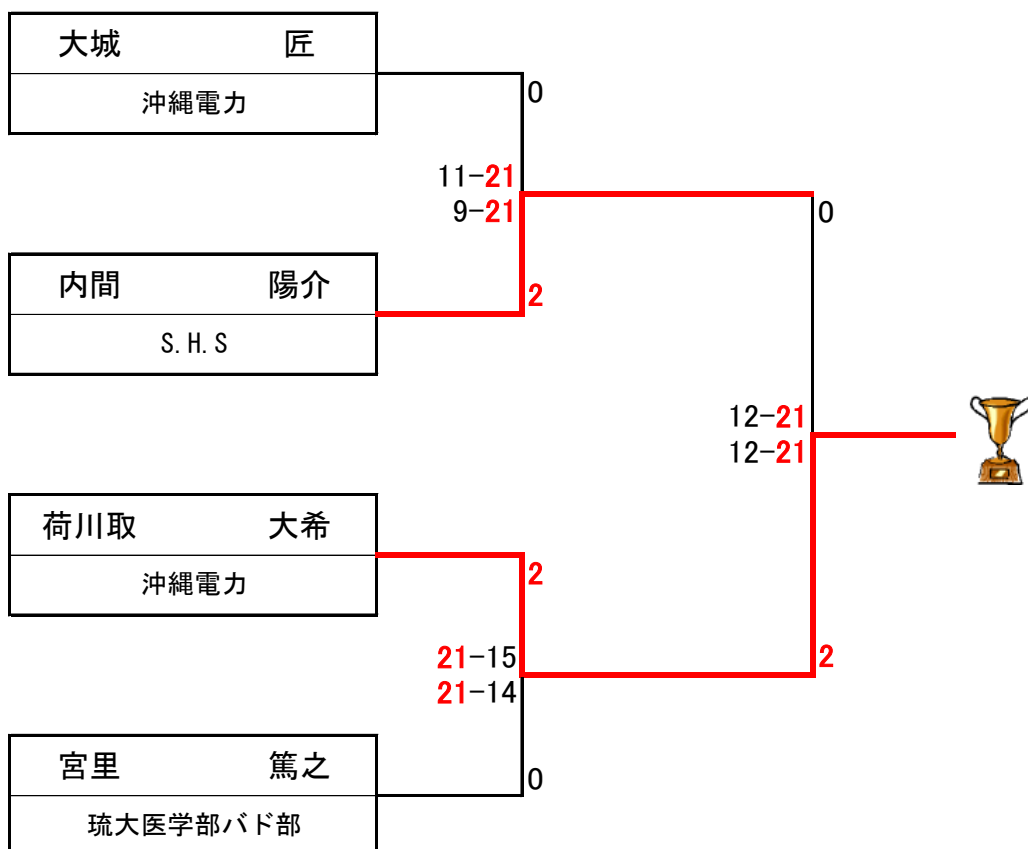 大城 匠
沖縄電力
0
11-21
9-21
0
内間 陽介
2
S.H.S
12-21
12-21
荷川取 大希
2
沖縄電力
21-15
2
21-14
宮里 篤之
0
琉大医学部バド部